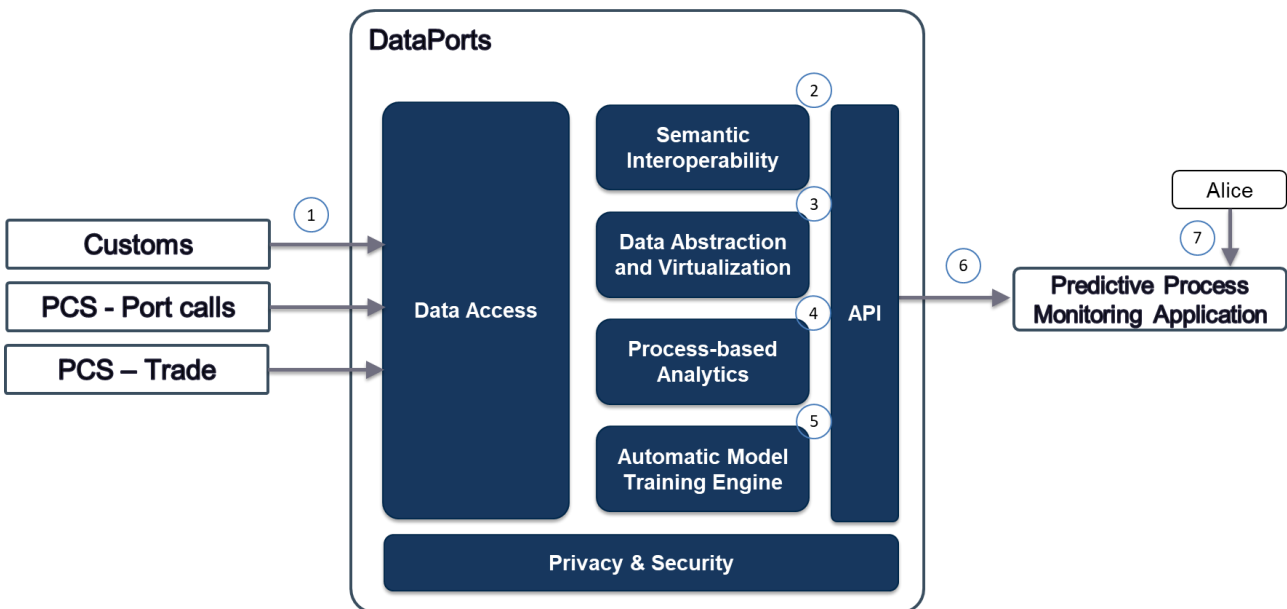 DataPorts
2
Semantic
Interoperability
Alice
1
3
7
Customs
Data Abstraction
and Virtualization
6
Predictive Process
Monitoring Application
PCS - Port calls
Data Access
4
API
Process-based
Analytics
PCS – Trade
5
Automatic Model
Training Engine
Privacy & Security